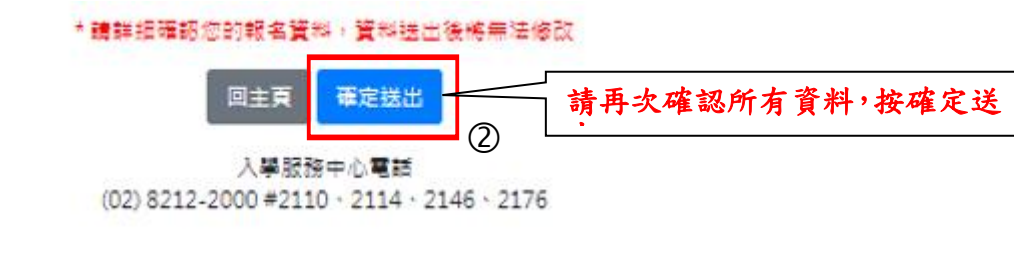 *請詳細確認您的報名資料，資料送出後將無法修改
回主頁
確定送出
請再次確認所有資料，按確定送
②
入學服務中心電話
(02) 8212-2000 #2110、2114、2146、2176